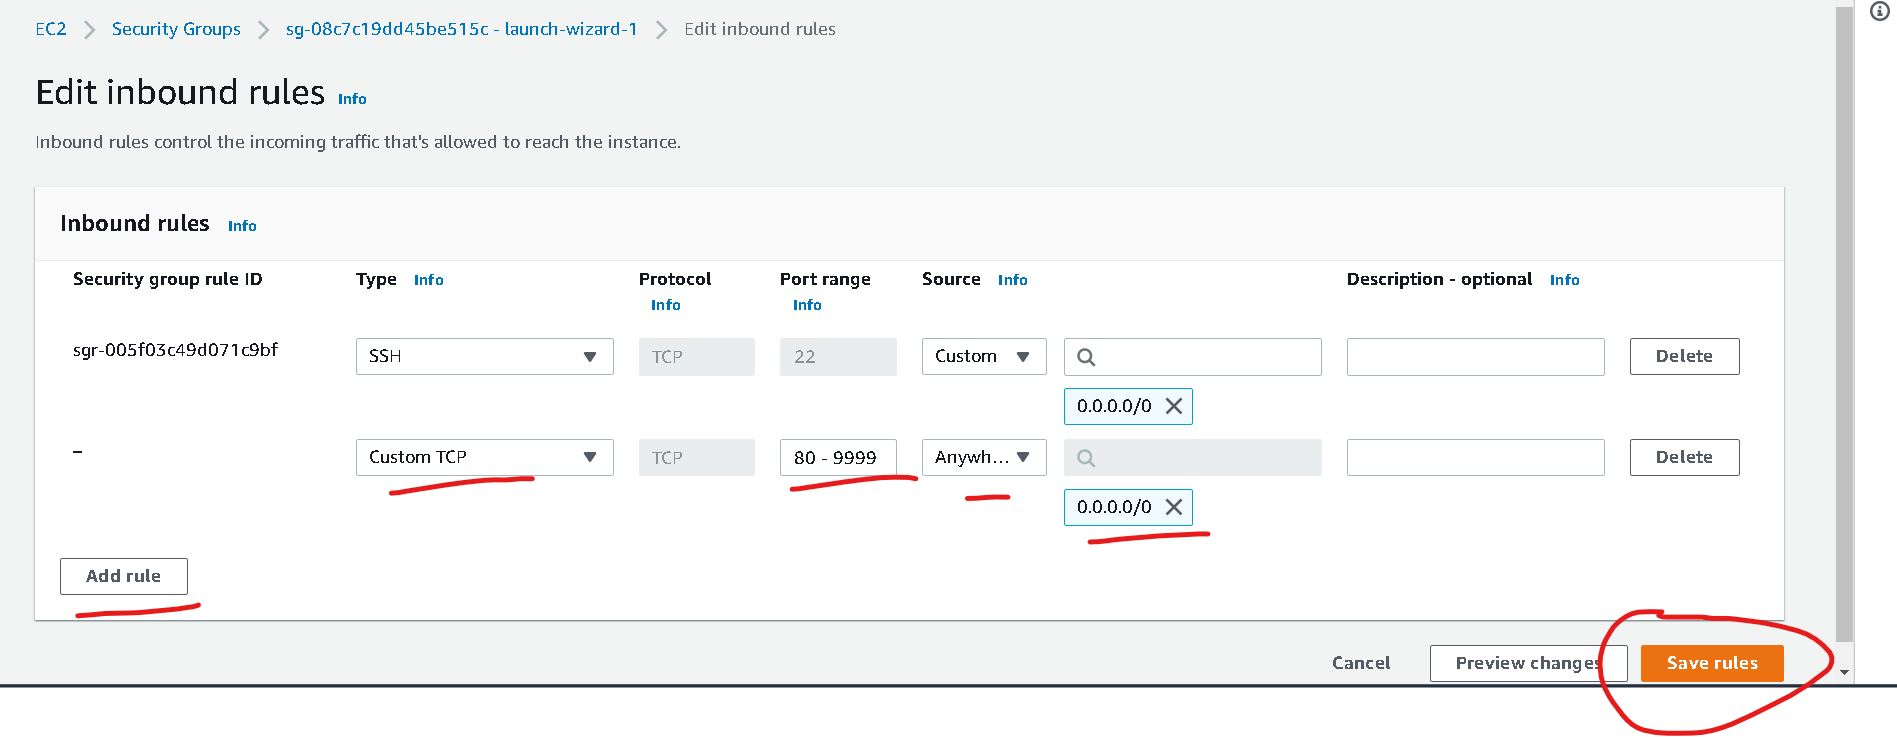 EC2 > Security Groups > sg-08c7c19dd45be515c - launch-wizard-1 > Edit inbound rules
Edit inbound rules Info
Inbound rules control the incoming traffic that's allowed to reach the instance.
Inbound rules Info
Security group rule ID Type Info Protocol Info Port range Info Source Info Description - optional Info
sgr-005f03c49d071c9bf SSH TCP 22 Custom Delete
0.0.0.0/0
– Custom TCP TCP 80 - 9999 Anywh... Delete
0.0.0.0/0
Add rule
Cancel Preview changes Save rules